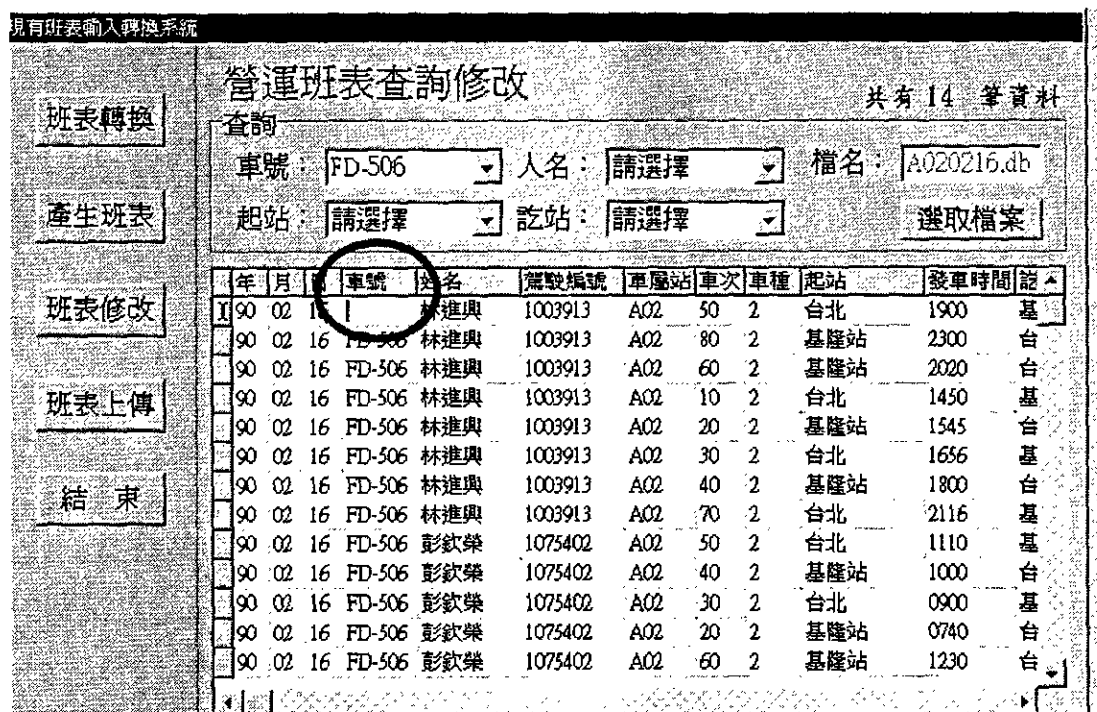 現有班表輸入轉換系統
營運班表查詢修改
共有 14 筆資料
班表轉換
產生班表
班表修改
班表上傳
結 束
查詢
車號： FD-506 人名： 請選擇 檔名： A020216.db
起站： 請選擇 訖站： 請選擇 選取檔案
年 月 車號 姓名 駕駛編號 車屬站 車次 車種 起站 發車時間 訖
90 02 林進興 1003913 A02 50 2 台北 1900 基
90 02 16 FD-506 林進興 1003913 A02 80 2 基隆站 2300 台
90 02 16 FD-506 林進興 1003913 A02 60 2 基隆站 2020 台
90 02 16 FD-506 林進興 1003913 A02 10 2 台北 1450 基
90 02 16 FD-506 林進興 1003913 A02 20 2 基隆站 1545 台
90 02 16 FD-506 林進興 1003913 A02 30 2 台北 1656 基
90 02 16 FD-506 林進興 1003913 A02 40 2 基隆站 1800 台
90 02 16 FD-506 林進興 1003913 A02 70 2 台北 2116 基
90 02 16 FD-506 彭欽榮 1075402 A02 50 2 台北 1110 基
90 02 16 FD-506 彭欽榮 1075402 A02 40 2 基隆站 1000 台
90 02 16 FD-506 彭欽榮 1075402 A02 30 2 台北 0900 基
90 02 16 FD-506 彭欽榮 1075402 A02 20 2 基隆站 0740 台
90 02 16 FD-506 彭欽榮 1075402 A02 60 2 基隆站 1230 台